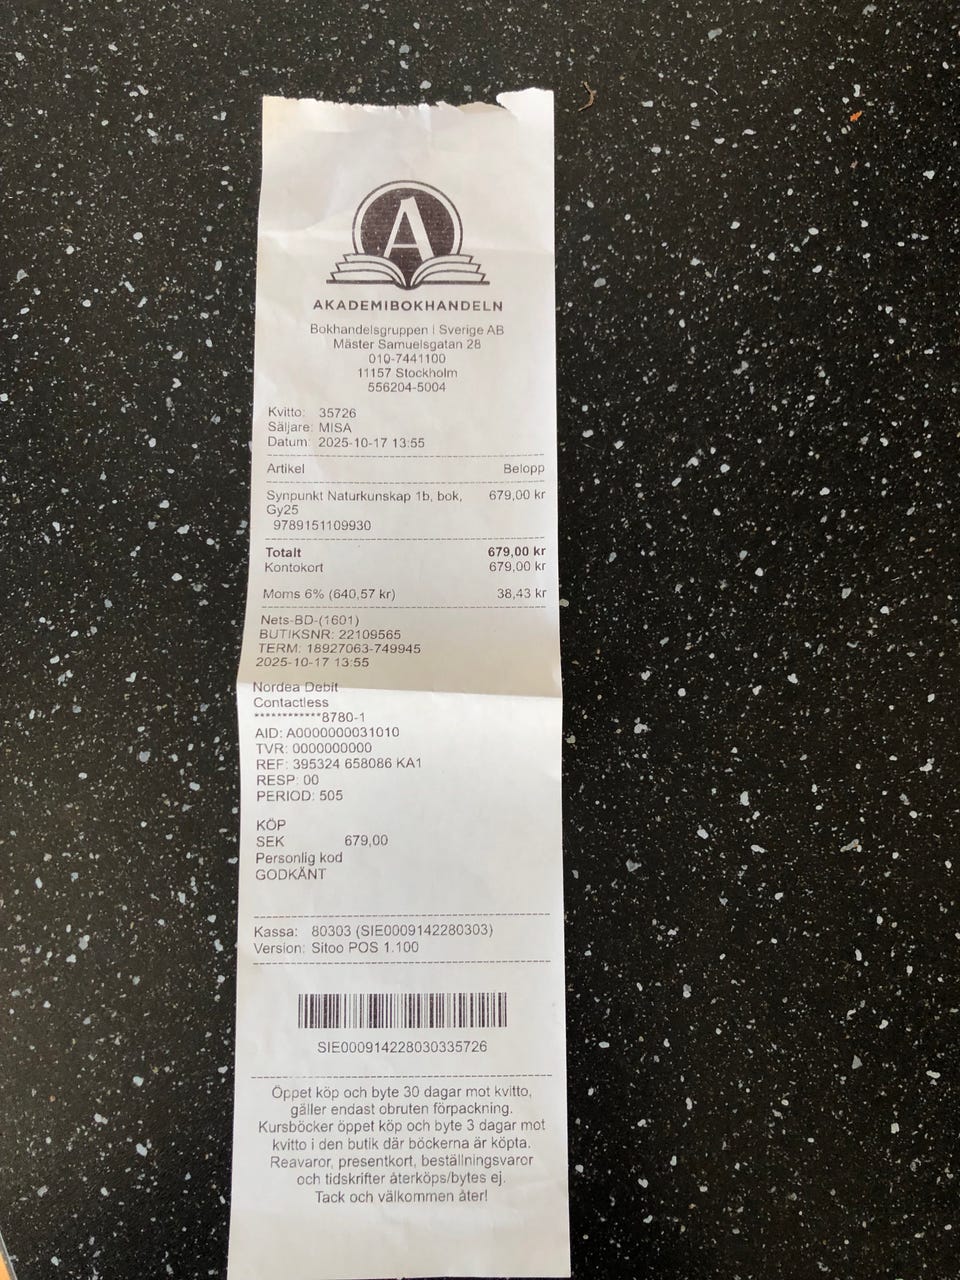 A
AKADEMIBOKHANDELN
Bokhandelsgruppen i Sverige AB
Mäster Samuelsgatan 28
010-7441100
11157 Stockholm
556204-5004
Kvitto: 35726
Säljare: MISA
Datum: 2025-10-17 13:55
Artikel Belopp
Synpunkt Naturkunskap 1b, bok, 679,00 kr
Gy25
9789151109930
Totalt 679,00 kr
Kontokort 679,00 kr
Moms 6% (640,57 kr) 38,43 kr
Nets-BD-(1601)
BUTIKSNR: 22109565
TERM: 18927063-749945
2025-10-17 13:55
Nordea Debit
Contactless
************8780-1
AID: A0000000031010
TVR: 0000000000
REF: 395324 658086 KA1
RESP: 00
PERIOD: 505
KÖP
SEK 679,00
Personlig kod
GODKÄNT
Kassa: 80303 (SIE0009142280303)
Version: Sitoo POS 1.100
SIE000914228030335726
Öppet köp och byte 30 dagar mot kvitto,
gäller endast obruten förpackning.
Kursböcker öppet köp och byte 3 dagar mot
kvitto i den butik där böckerna är köpta.
Reavaror, presentkort, beställningsvaror
och tidskrifter återköps/bytes ej.
Tack och välkommen åter!